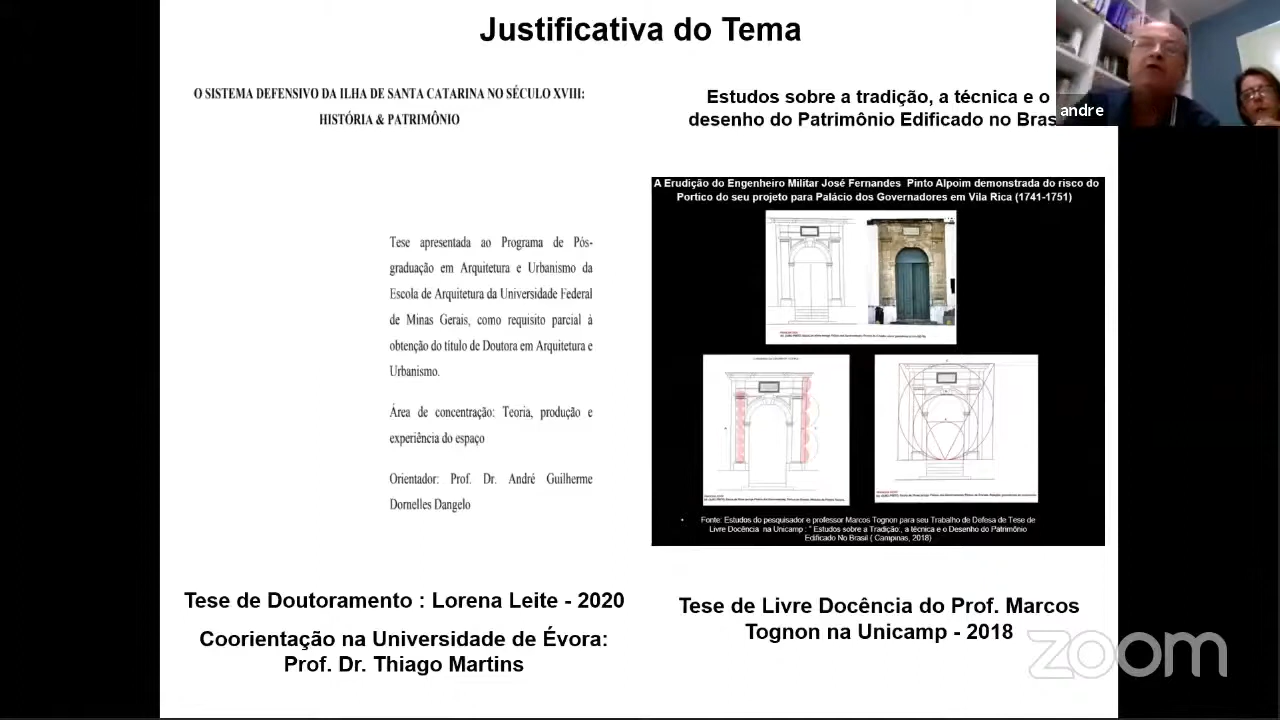 Justificativa do Tema
O SISTEMA DEFENSIVO DA ILHA DE SANTA CATARINA NO SÉCULO XVIII:
HISTÓRIA & PATRIMÔNIO
Tese apresentada ao Programa de Pós-
graduação em Arquitetura e Urbanismo da
Escola de Arquitetura da Universidade Federal
de Minas Gerais, como requisito parcial à
obtenção do título de Doutora em Arquitetura e
Urbanismo.
Área de concentração: Teoria, produção e
experiência do espaço
Orientador: Prof. Dr. André Guilherme
Dornelles Dangelo
Tese de Doutoramento : Lorena Leite - 2020
Coorientação na Universidade de Évora:
Prof. Dr. Thiago Martins
Estudos sobre a tradição, a técnica e o
desenho do Patrimônio Edificado no Bras
andre
A Erudição do Engenheiro Militar José Fernandes Pinto Alpoim demonstrada do risco do
Portico do seu projeto para Palácio dos Governadores em Vila Rica (1741-1751)
• Fonte: Estudos do pesquisador e professor Marcos Tognon para seu Trabalho de Defesa de Tese de
Livre Docência na Unicamp : " Estudos sobre a Tradição:, a técnica e o Desenho do Patrimônio
Edificado No Brasil ( Campinas, 2018)
Tese de Livre Docência do Prof. Marcos
Tognon na Unicamp - 2018
zoom